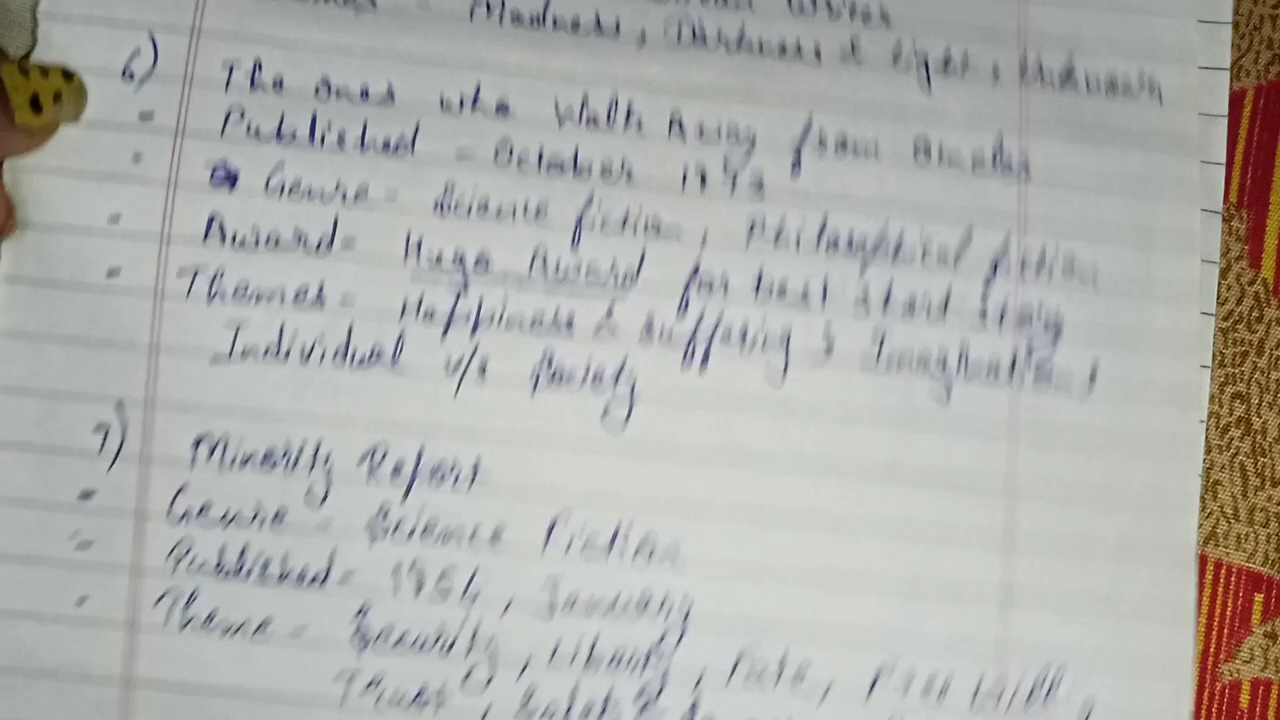 Madness, Darkness & light,
6) The ones who Walk Away from Omelas
- Published - October 1973
- Genre - Science fiction, Philosophical fiction
- Award - Hugo Award for best short story
- Themes - Happiness & suffering, Imagination,
Individual v/s Society
7) Minority Report
- Genre - Science Fiction
- Published - 1956, January
- Theme - Security, Liberty, Fate, Free Will,
Trust,